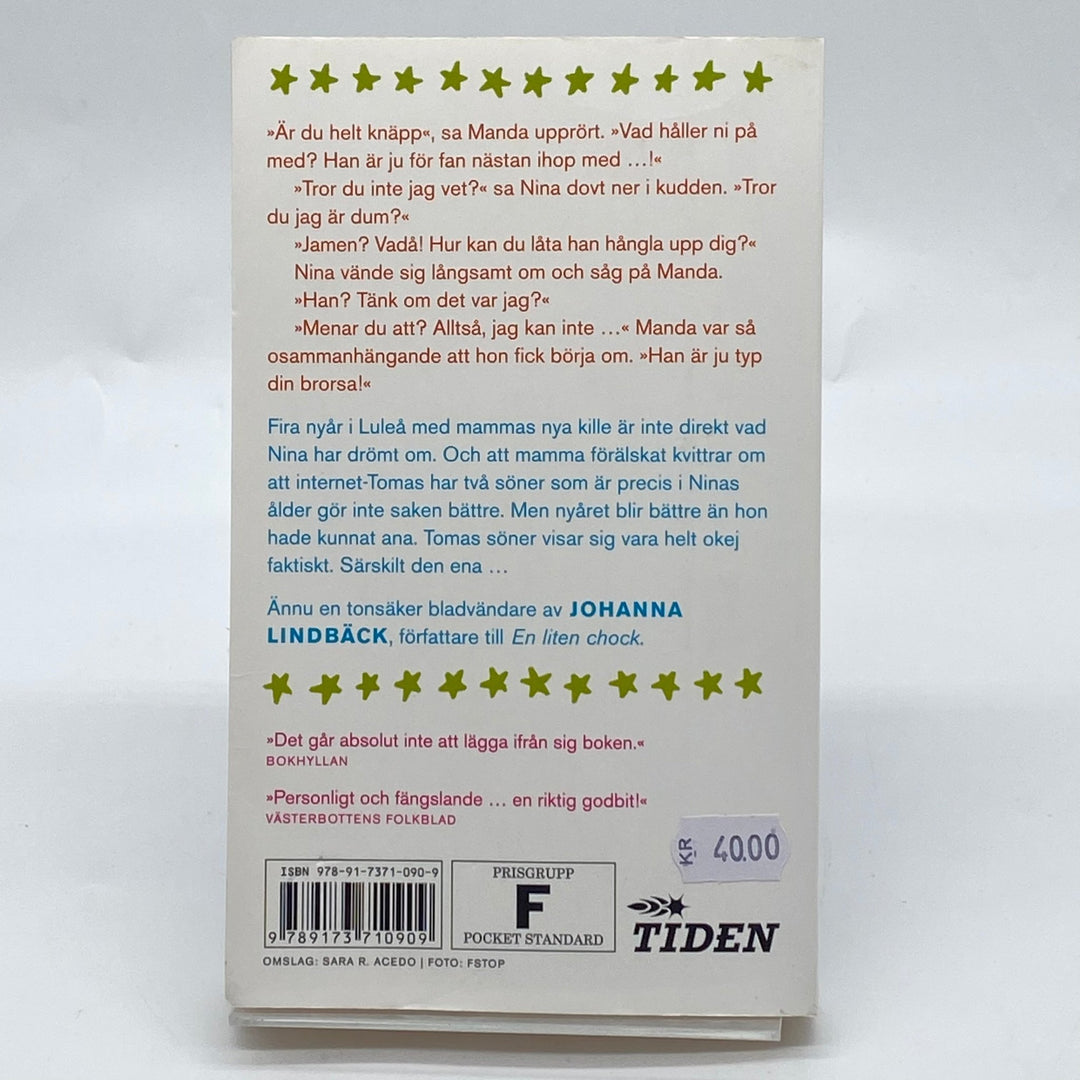 »Är du helt knäpp«, sa Manda upprört. »Vad håller ni på
med? Han är ju för fan nästan ihop med ...!«
»Tror du inte jag vet?« sa Nina dovt ner i kudden. »Tror
du jag är dum?«
»Jamen? Vadå! Hur kan du låta han hångla upp dig?«
Nina vände sig långsamt om och såg på Manda.
»Han? Tänk om det var jag?«
»Menar du att? Alltså, jag kan inte ...« Manda var så
osammanhängande att hon fick börja om. »Han är ju typ
din brorsa!«
Fira nyår i Luleå med mammas nya kille är inte direkt vad
Nina har drömt om. Och att mamma förälskat kvittrar om
att internet-Tomas har två söner som är precis i Ninas
ålder gör inte saken bättre. Men nyåret blir bättre än hon
hade kunnat ana. Tomas söner visar sig vara helt okej
faktiskt. Särskilt den ena ...
Ännu en tonsäker bladvändare av JOHANNA
LINDBÄCK, författare till En liten chock.
»Det går absolut inte att lägga ifrån sig boken.«
BOKHYLLAN
»Personligt och fängslande ... en riktig godbit!«
VÄSTERBOTTENS FOLKBLAD
KR 40.00
ISBN 978-91-7371-090-9
9 789173 710909
PRISGRUPP
F
POCKET STANDARD
TIDEN
OMSLAG: SARA R. ACEDO | FOTO: FSTOP